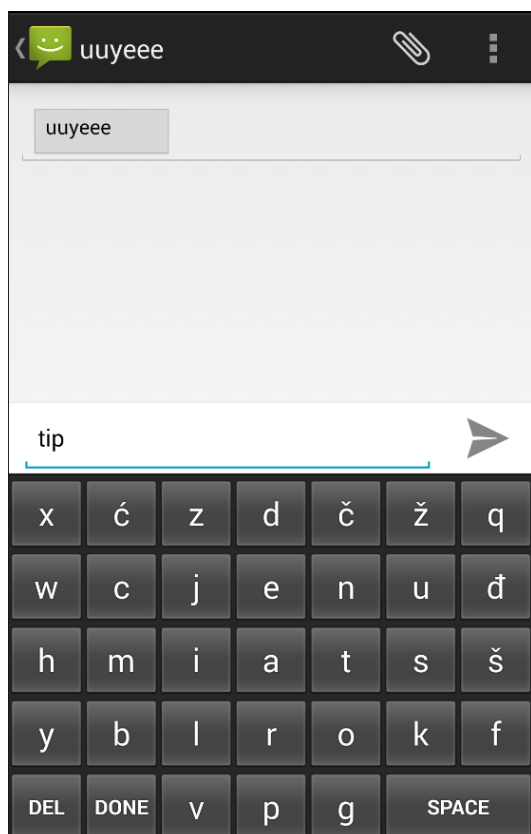 uuyeee
uuyeee
tip
x ć z d č ž q
w c j e n u đ
h m i a t s š
y b l r o k f
DEL DONE v p g SPACE